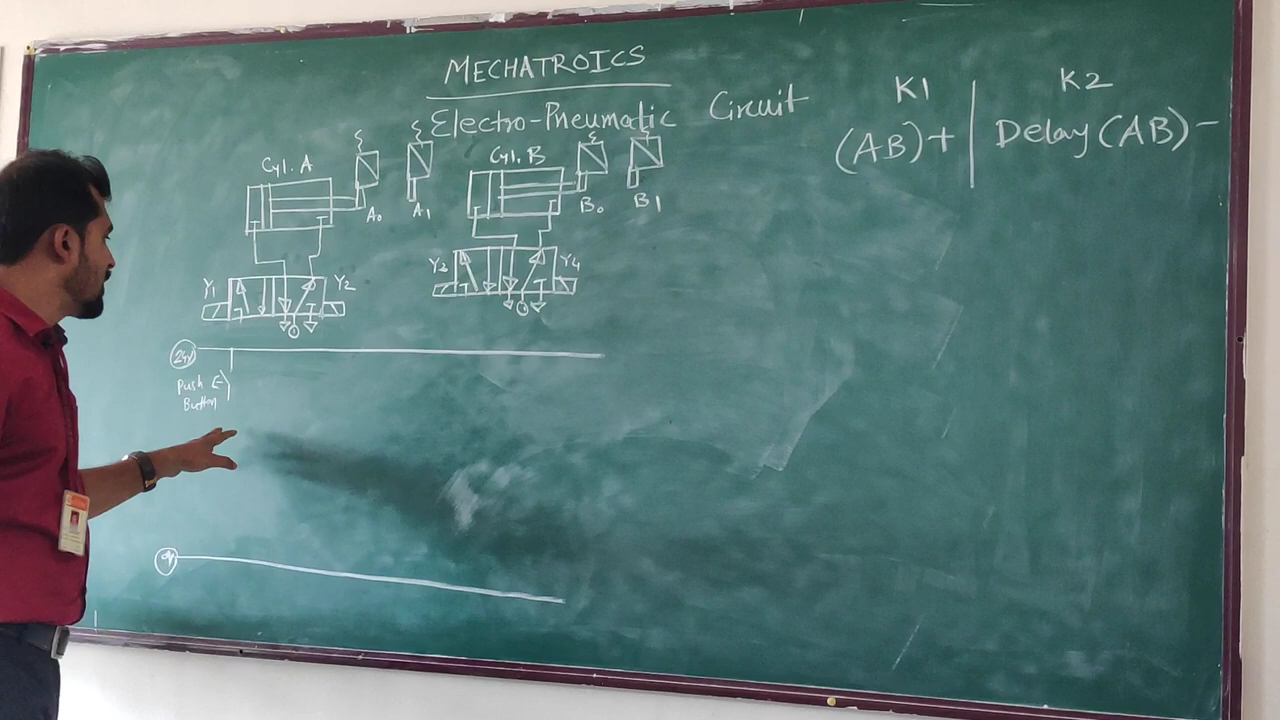 MECHATROICS
Electro-Pneumatic Circuit
K1 K2
(AB)+ Delay (AB)-
Cyl. A Cyl. B
A0 A1 B0 B1
Y1 Y2 Y3 Y4
24v
Push
Button
0v